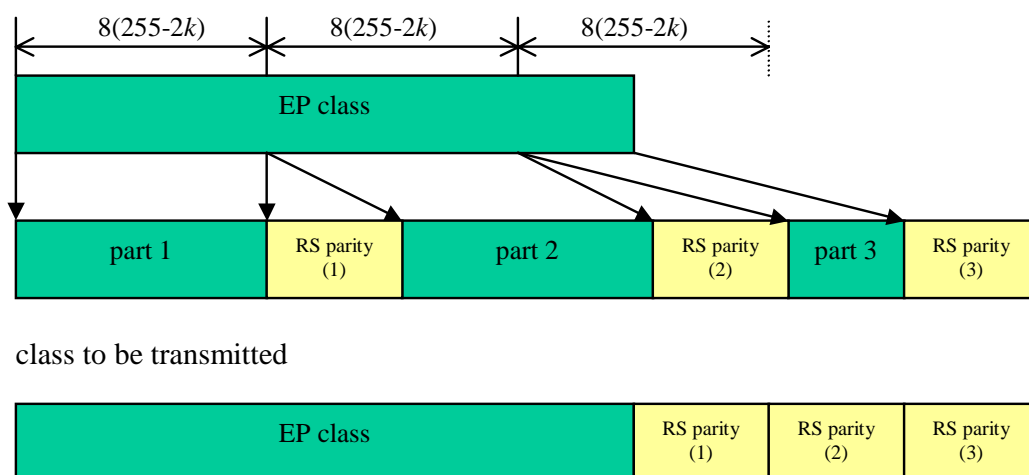 8(255-2k) 8(255-2k) 8(255-2k)
EP class
part 1 RS parity (1) part 2 RS parity (2) part 3 RS parity (3)
class to be transmitted
EP class RS parity (1) RS parity (2) RS parity (3)